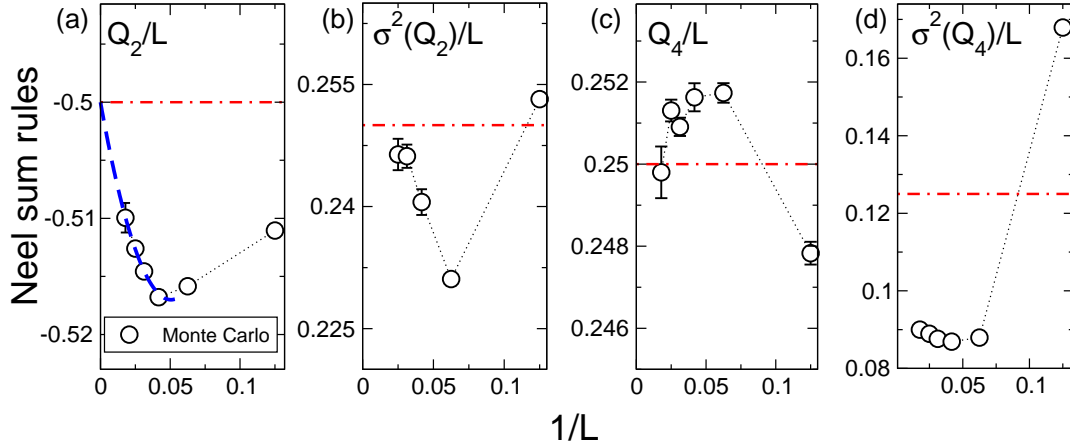 Neel sum rules
(a)
Q2/L
-0.5
-0.51
-0.52
Monte Carlo
0
0.05
0.1
(b)
σ²(Q2)/L
0.255
0.24
0.225
0
0.05
0.1
(c)
Q4/L
0.252
0.25
0.248
0.246
0
0.05
0.1
(d)
σ²(Q4)/L
0.16
0.14
0.12
0.1
0.08
0.05
0.1
1/L